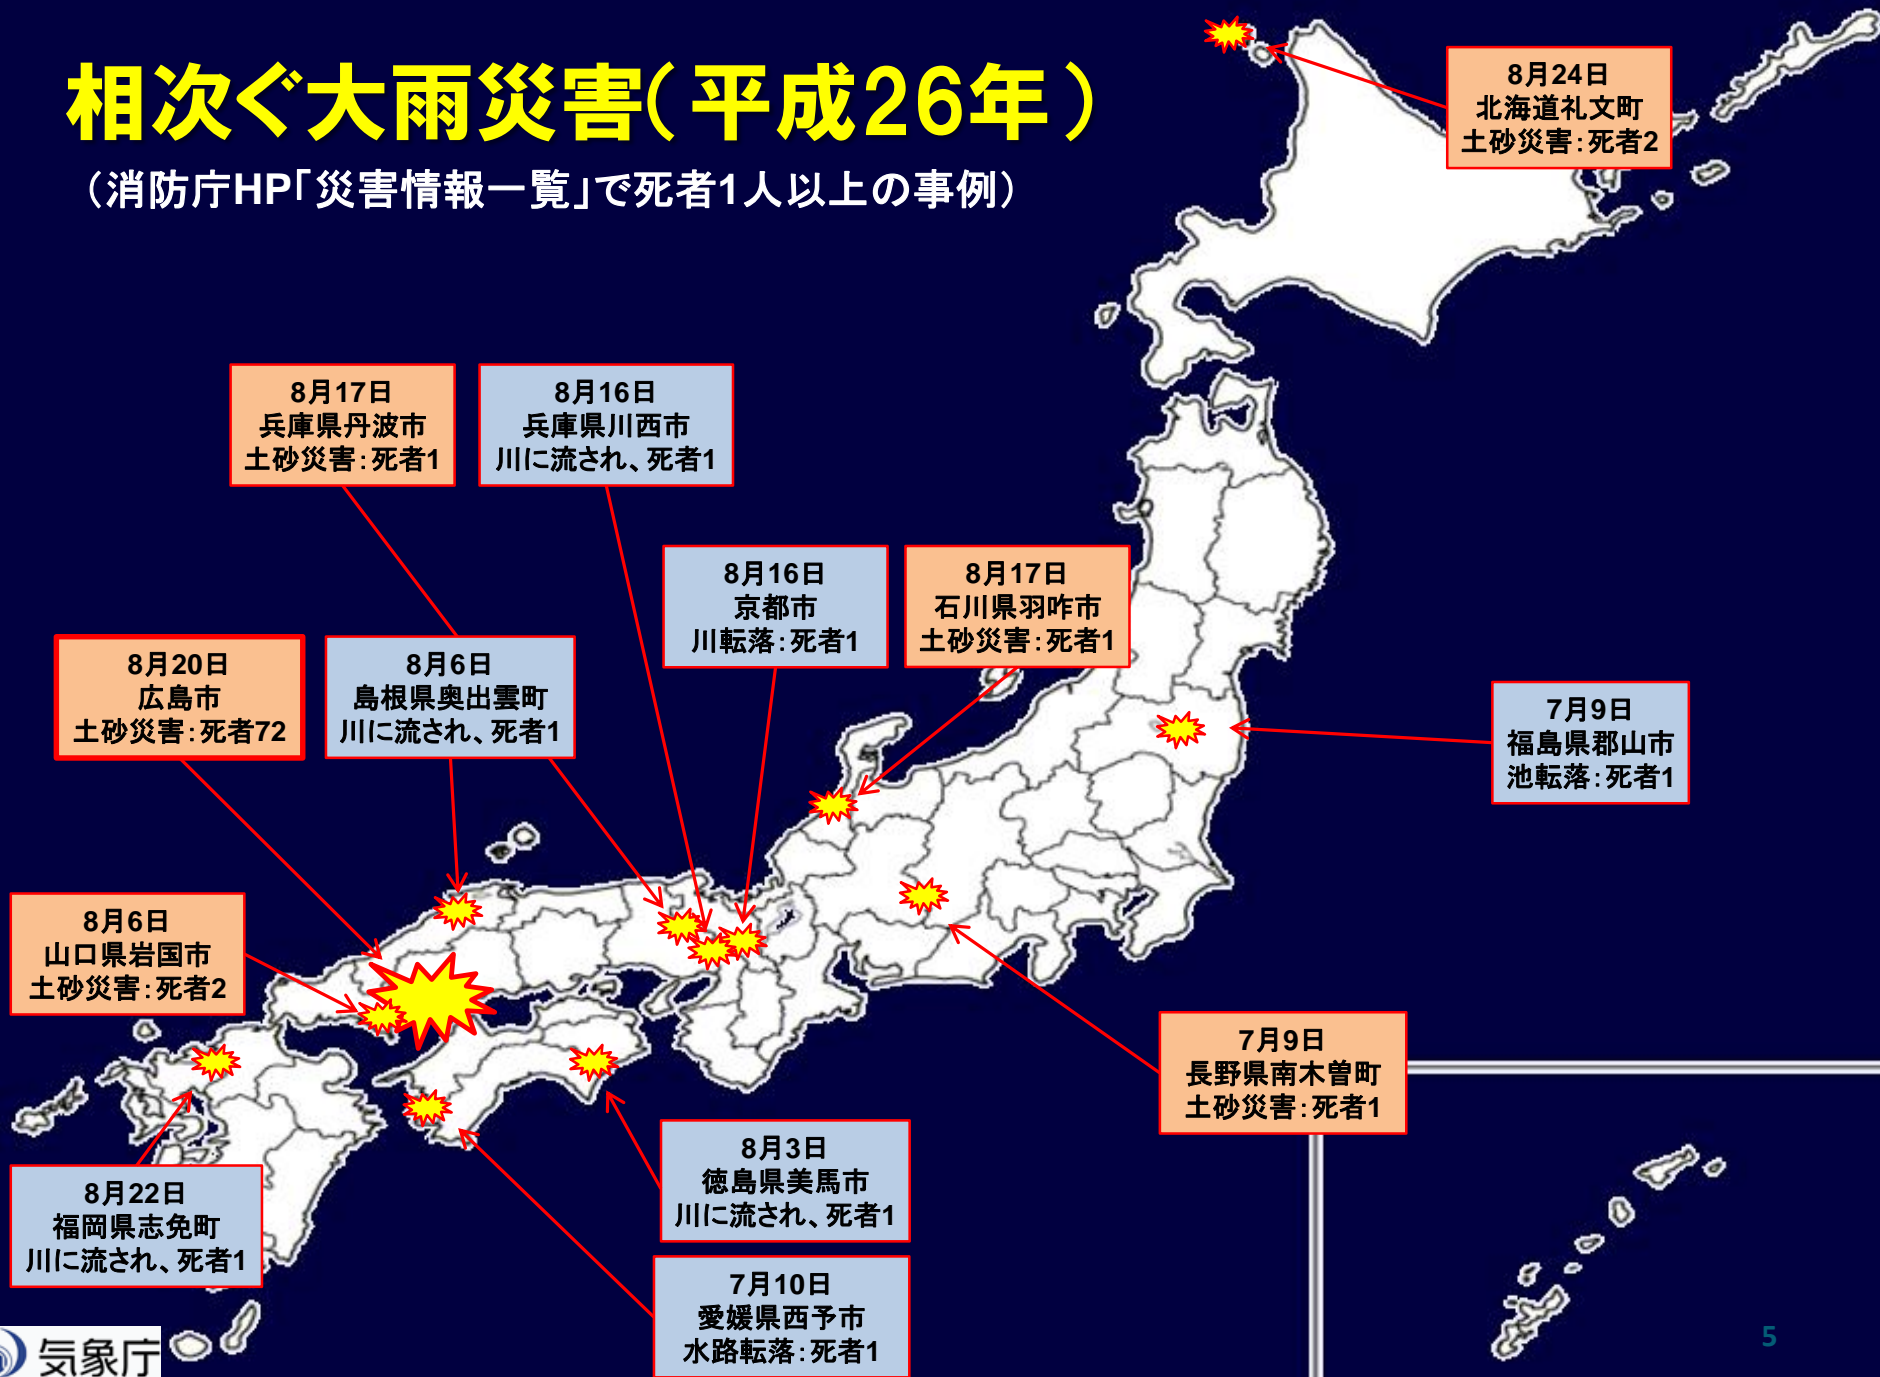 相次ぐ大雨災害(平成26年)
（消防庁HP「災害情報一覧」で死者1人以上の事例）
8月24日
北海道礼文町
土砂災害：死者2
8月17日
兵庫県丹波市
土砂災害：死者1
8月16日
兵庫県川西市
川に流され、死者1
8月16日
京都市
川転落：死者1
8月17日
石川県羽咋市
土砂災害：死者1
8月20日
広島市
土砂災害：死者72
8月6日
島根県奥出雲町
川に流され、死者1
7月9日
福島県郡山市
池転落：死者1
8月6日
山口県岩国市
土砂災害：死者2
7月9日
長野県南木曽町
土砂災害：死者1
8月3日
徳島県美馬市
川に流され、死者1
8月22日
福岡県志免町
川に流され、死者1
7月10日
愛媛県西予市
水路転落：死者1
気象庁
5